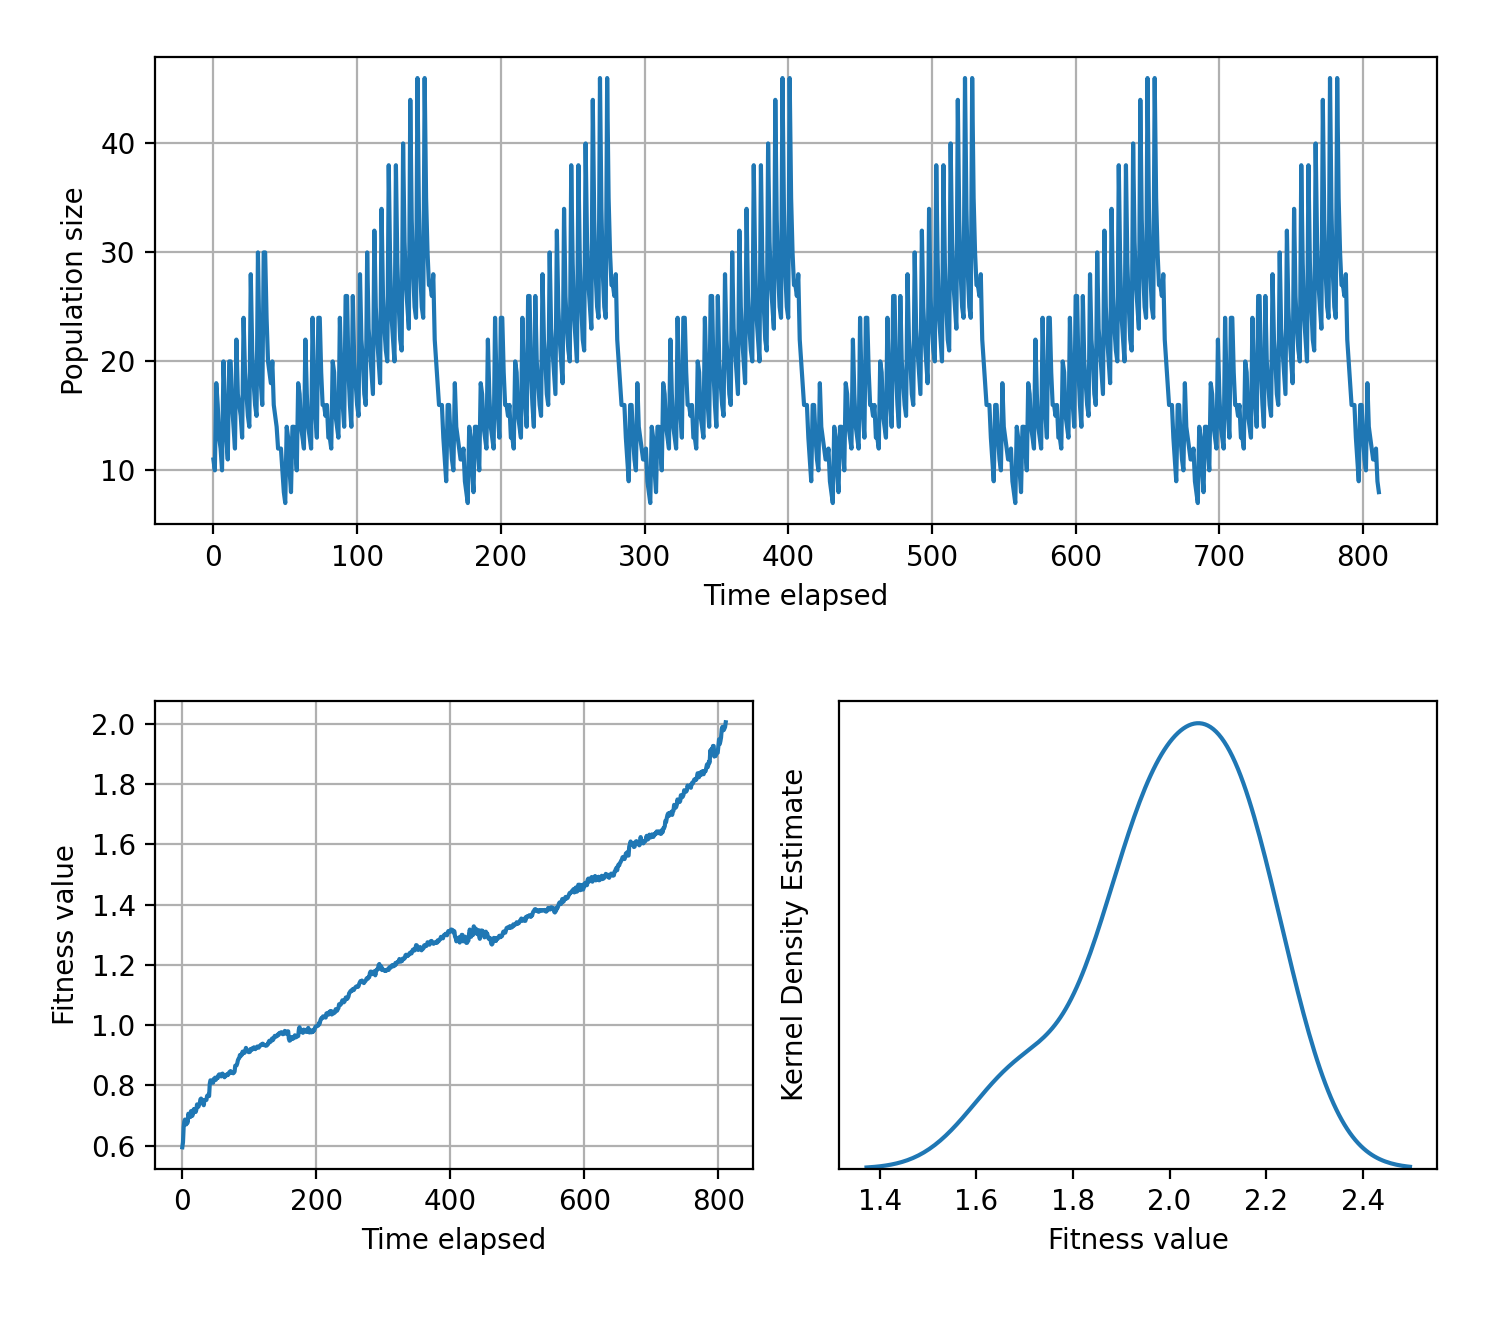 Population size
40
30
20
10
0 100 200 300 400 500 600 700 800
Time elapsed
Fitness value
2.0
1.8
1.6
1.4
1.2
1.0
0.8
0.6
0 200 400 600 800
Time elapsed
Kernel Density Estimate
1.4 1.6 1.8 2.0 2.2 2.4
Fitness value